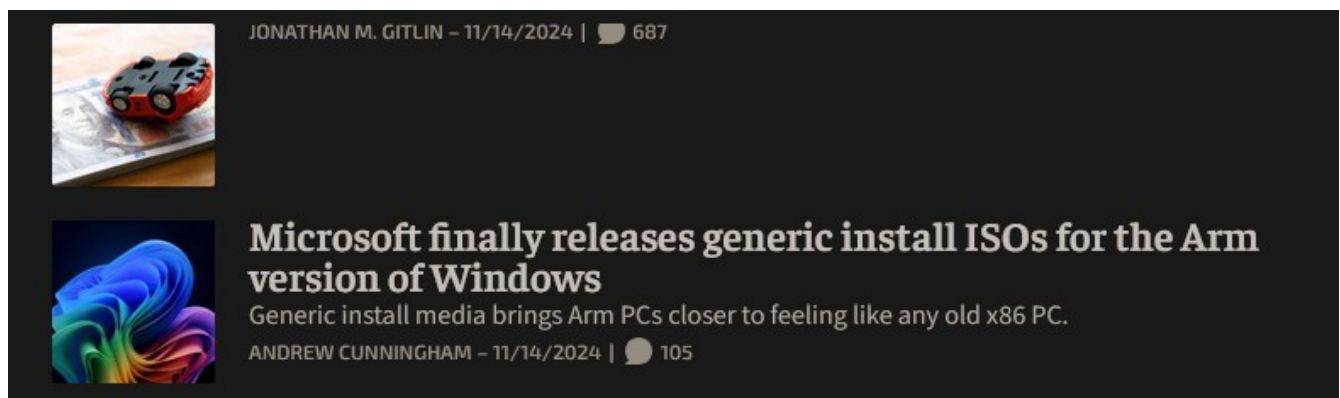 JONATHAN M. GITLIN – 11/14/2024 | 687
Microsoft finally releases generic install ISOs for the Arm
version of Windows
Generic install media brings Arm PCs closer to feeling like any old x86 PC.
ANDREW CUNNINGHAM – 11/14/2024 | 105